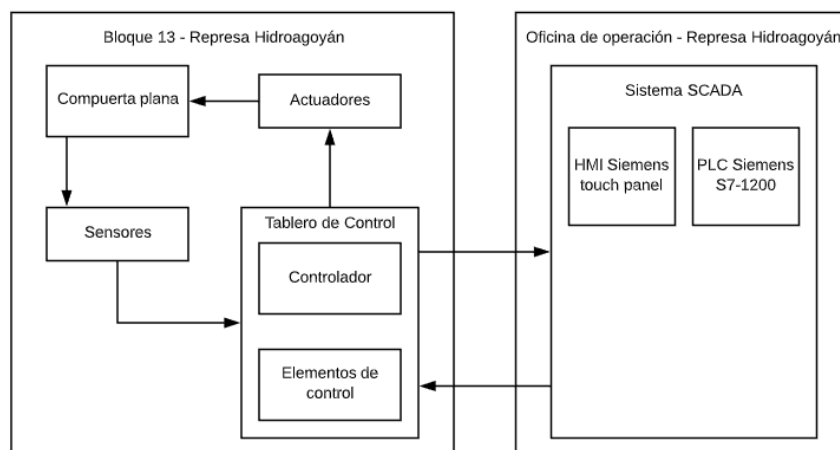 Bloque 13 - Represa Hidroagoyán
Oficina de operación - Represa Hidroagoyán
Compuerta plana
Actuadores
Sensores
Tablero de Control
Controlador
Elementos de
control
Sistema SCADA
HMI Siemens
touch panel
PLC Siemens
S7-1200